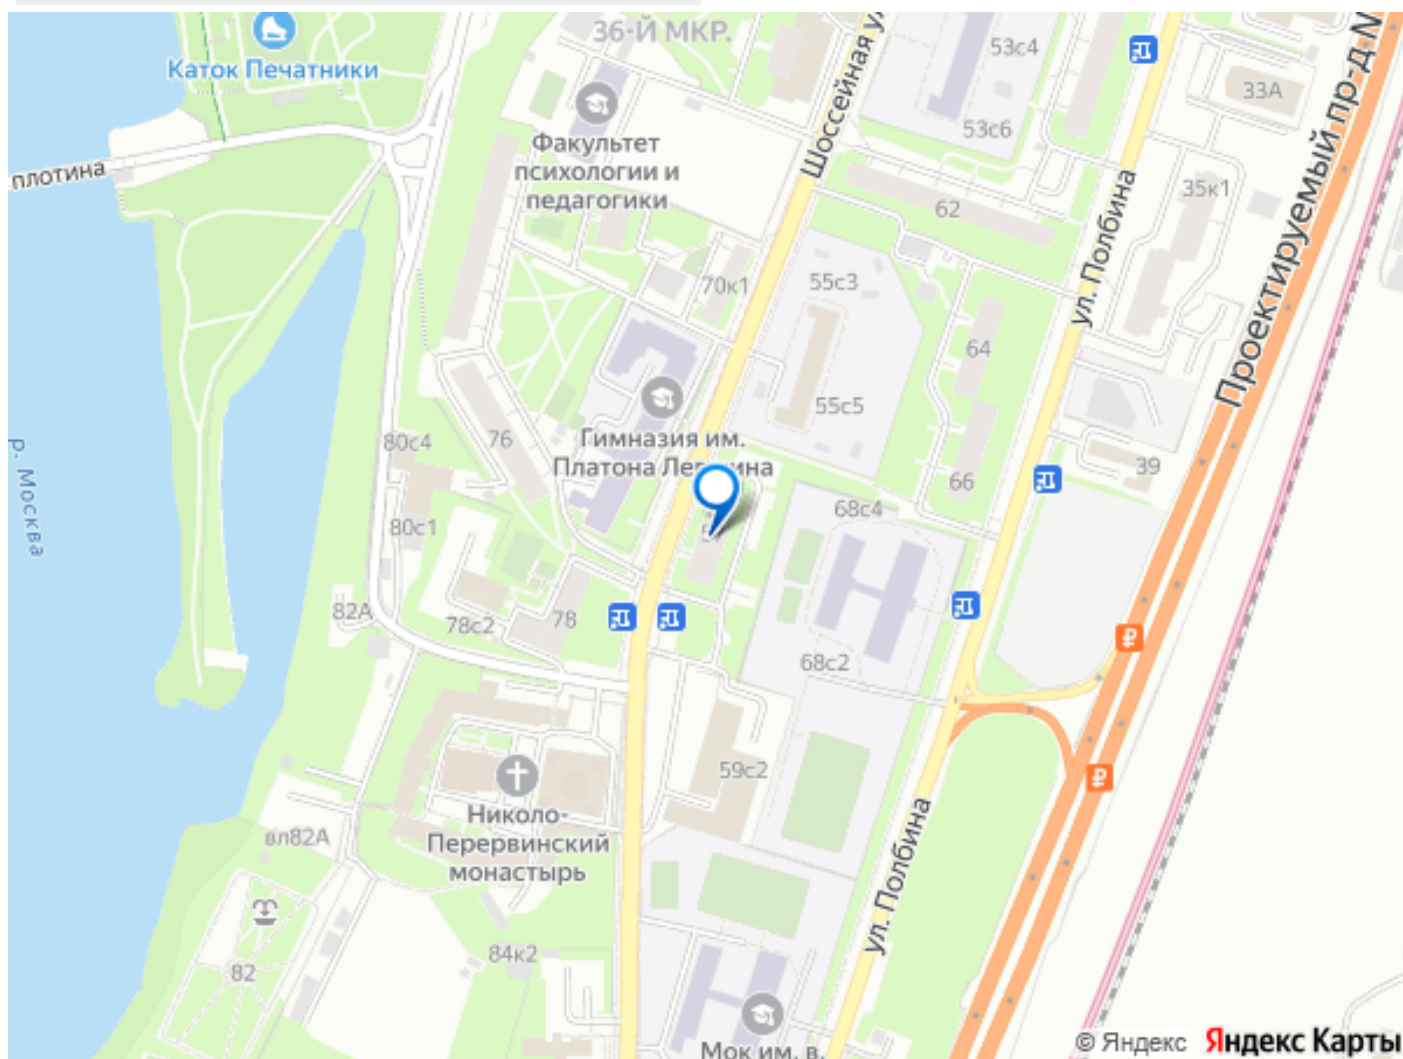 36-Й МКР.
Каток Печатники
53с4
33А
53с6
Шоссейная ул
Факультет
психологии и
педагогики
плотина
62
35к1
ул. Полбина
Проектируемый пр-д №
70к1
55с3
64
55с5
76
80с4
Гимназия им.
Платона
39
66
68с4
р. Москва
80с1
82А
78с2
78
68с2
59с2
Николо-
Перервинский
монастырь
вл82А
ул. Полбина
82
84к2
Мок им. в.
© Яндекс
Яндекс Карты